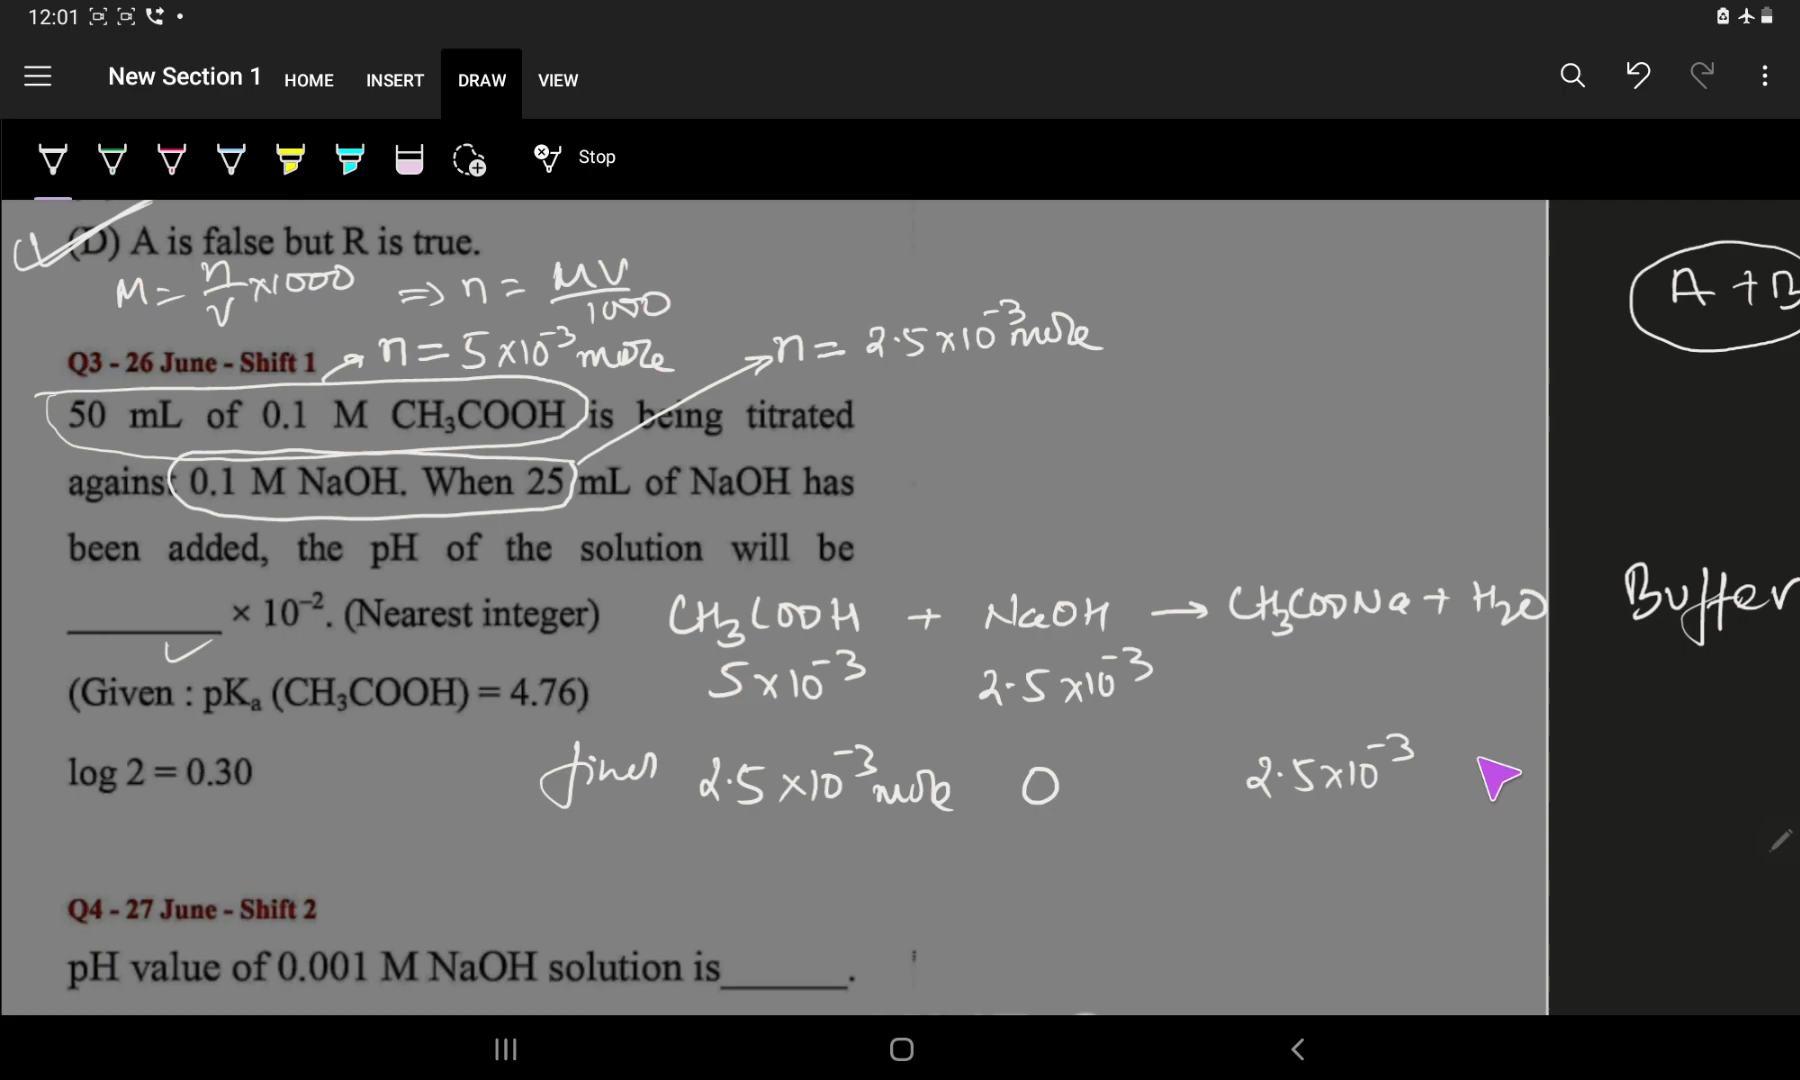 12:01
New Section 1 HOME INSERT DRAW VIEW
Stop
(D) A is false but R is true.
M = n/V × 1000 ⇒ n = MV/1000
n = 5 × 10⁻³ mole
n = 2.5 × 10⁻³ mole
A + B
Q3 - 26 June - Shift 1
50 mL of 0.1 M CH₃COOH is being titrated
against 0.1 M NaOH. When 25 mL of NaOH has
been added, the pH of the solution will be
______ × 10⁻². (Nearest integer)
(Given : pKₐ (CH₃COOH) = 4.76)
log 2 = 0.30
CH₃COOH + NaOH → CH₃COONa + H₂O
5 × 10⁻³ 2.5 × 10⁻³
final 2.5 × 10⁻³ mole 0 2.5 × 10⁻³
Buffer
Q4 - 27 June - Shift 2
pH value of 0.001 M NaOH solution is______.